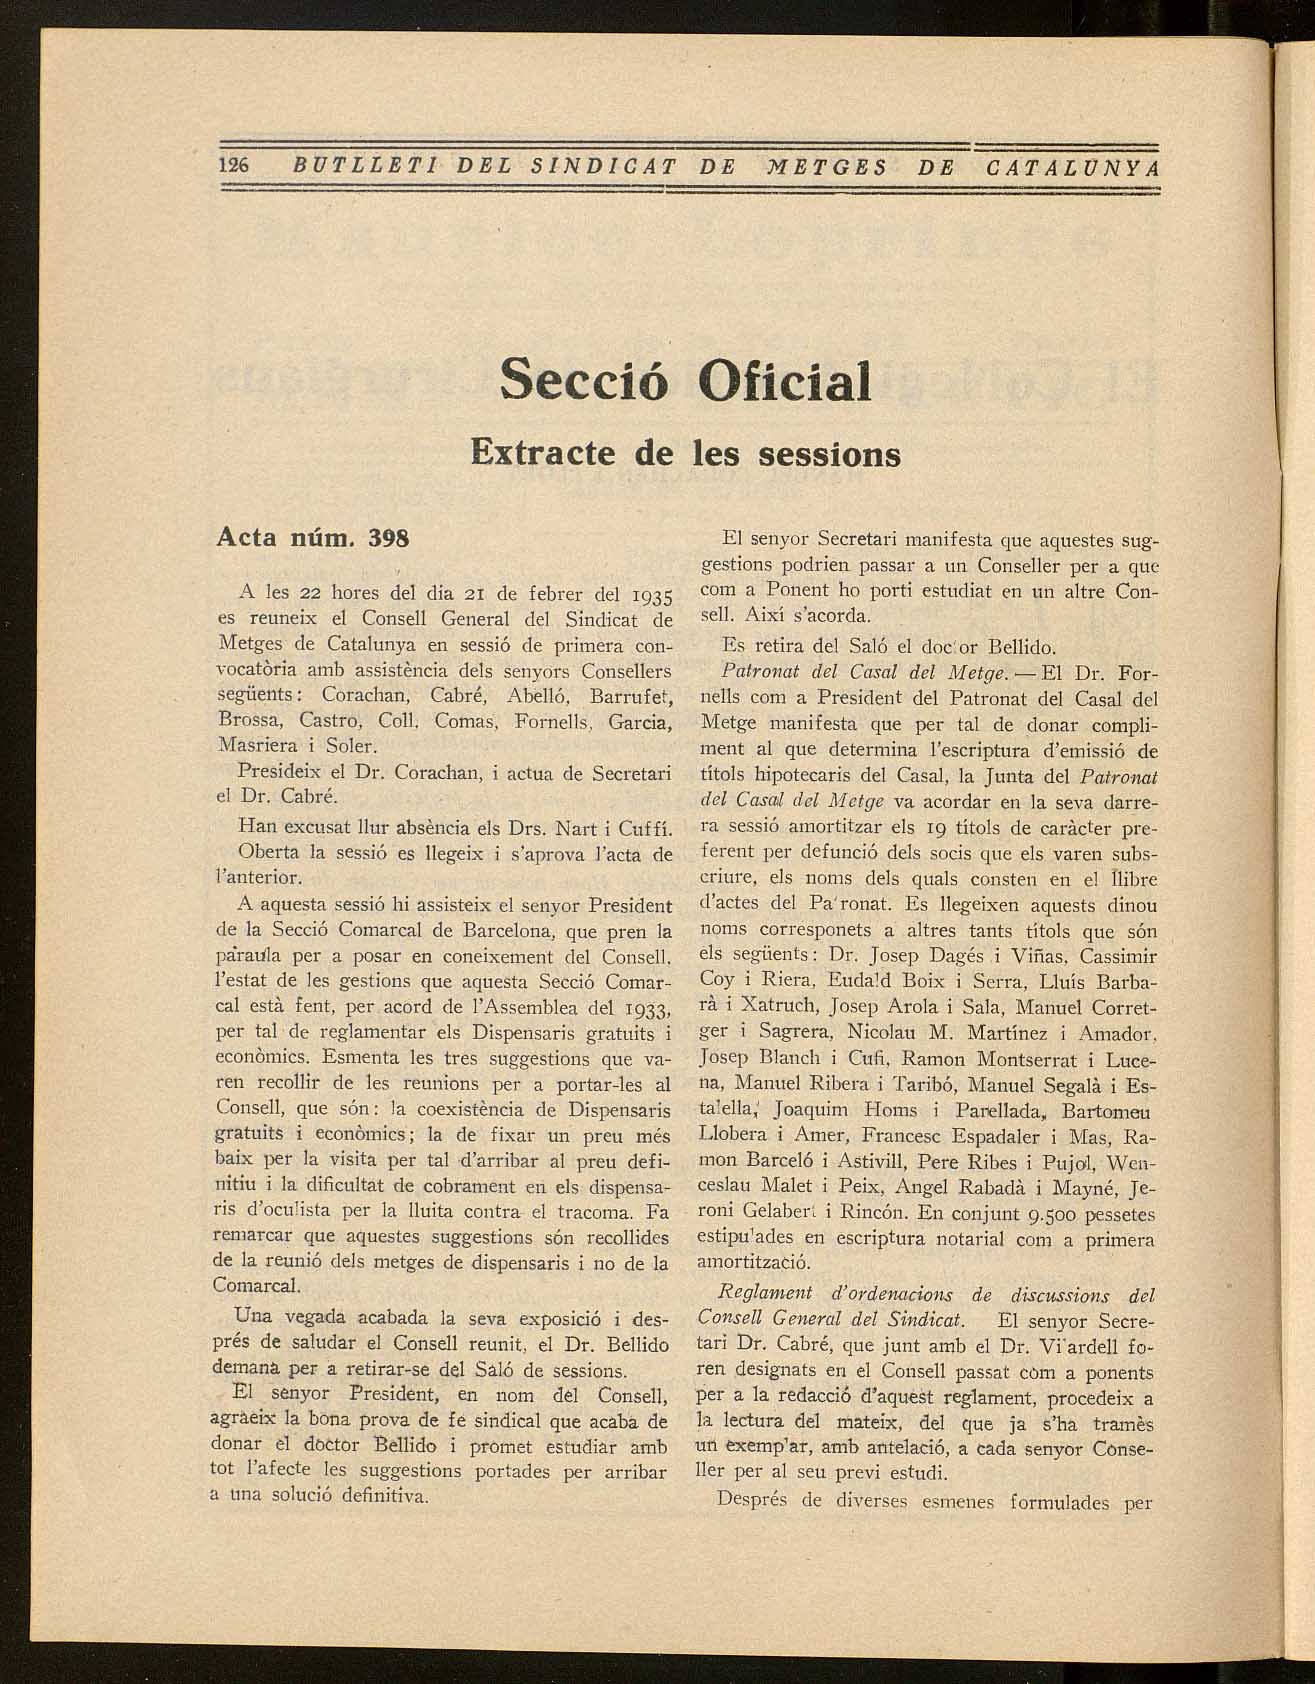 126 BUTLLETI DEL SINDICAT DE METGES DE CATALUNYA
Secció Oficial
Extracte de les sessions
Acta núm. 398
A les 22 hores del dia 21 de febrer del 1935
es reuneix el Consell General del Sindicat de
Metges de Catalunya en sessió de primera con-
vocatòria amb assistència dels senyors Consellers
següents: Corachan, Cabré, Abelló, Barrufet,
Brossa, Castro, Coll, Comas, Fornells, Garcia,
Masriera i Soler.
Presideix el Dr. Corachan, i actua de Secretari
el Dr. Cabré.
Han excusat llur absència els Drs. Nart i Cuffí.
Oberta la sessió es llegeix i s'aprova l'acta de
l'anterior.
A aquesta sessió hi assisteix el senyor President
de la Secció Comarcal de Barcelona, que pren la
paraula per a posar en coneixement del Consell,
l'estat de les gestions que aquesta Secció Comar-
cal està fent, per acord de l'Assemblea del 1933,
per tal de reglamentar els Dispensaris gratuits i
econòmics. Esmenta les tres suggestions que va-
ren recollir de les reunions per a portar-les al
Consell, que són: la coexistència de Dispensaris
gratuits i econòmics; la de fixar un preu més
baix per la visita per tal d'arribar al preu defi-
nitiu i la dificultat de cobrament en els dispensa-
ris d'oculista per la lluita contra el tracoma. Fa
remarcar que aquestes suggestions són recollides
de la reunió dels metges de dispensaris i no de la
Comarcal.
Una vegada acabada la seva exposició i des-
prés de saludar el Consell reunit, el Dr. Bellido
demana per a retirar-se del Saló de sessions.
El senyor President, en nom del Consell,
agraeix la bona prova de fe sindical que acaba de
donar el doctor Bellido i promet estudiar amb
tot l'afecte les suggestions portades per arribar
a una solució definitiva.
El senyor Secretari manifesta que aquestes sug-
gestions podrien passar a un Conseller per a que
com a Ponent ho porti estudiat en un altre Con-
sell. Així s'acorda.
Es retira del Saló el doctor Bellido.
Patronat del Casal del Metge. — El Dr. For-
nells com a President del Patronat del Casal del
Metge manifesta que per tal de donar compli-
ment al que determina l'escriptura d'emissió de
títols hipotecaris del Casal, la Junta del Patronat
del Casal del Metge va acordar en la seva darre-
ra sessió amortitzar els 19 títols de caràcter pre-
ferent per defunció dels socis que els varen subs-
criure, els noms dels quals consten en el llibre
d'actes del Patronat. Es llegeixen aquests dinou
noms corresponets a altres tants títols que són
els següents: Dr. Josep Dagés i Viñas, Cassimir
Coy i Riera, Eudald Boix i Serra, Lluís Barba-
rà i Xatruch, Josep Arola i Sala, Manuel Corret-
ger i Sagrera, Nicolau M. Martínez i Amador,
Josep Blanch i Cufi, Ramon Montserrat i Luce-
na, Manuel Ribera i Taribó, Manuel Segalà i Es-
talella, Joaquim Homs i Parellada, Bartomeu
Llobera i Amer, Francesc Espadaler i Mas, Ra-
mon Barceló i Astivill, Pere Ribes i Pujol, Wen-
ceslau Malet i Peix, Angel Rabadà i Mayné, Je-
roni Gelabert i Rincón. En conjunt 9.500 pessetes
estipulades en escriptura notarial com a primera
amortització.
Reglament d'ordenacions de discussions del
Consell General del Sindicat. El senyor Secre-
tari Dr. Cabré, que junt amb el Dr. Vilardell fo-
ren designats en el Consell passat com a ponents
per a la redacció d'aquest reglament, procedeix a
la lectura del mateix, del que ja s'ha tramès
un exemplar, amb antelació, a cada senyor Conse-
ller per al seu previ estudi.
Després de diverses esmenes formulades per